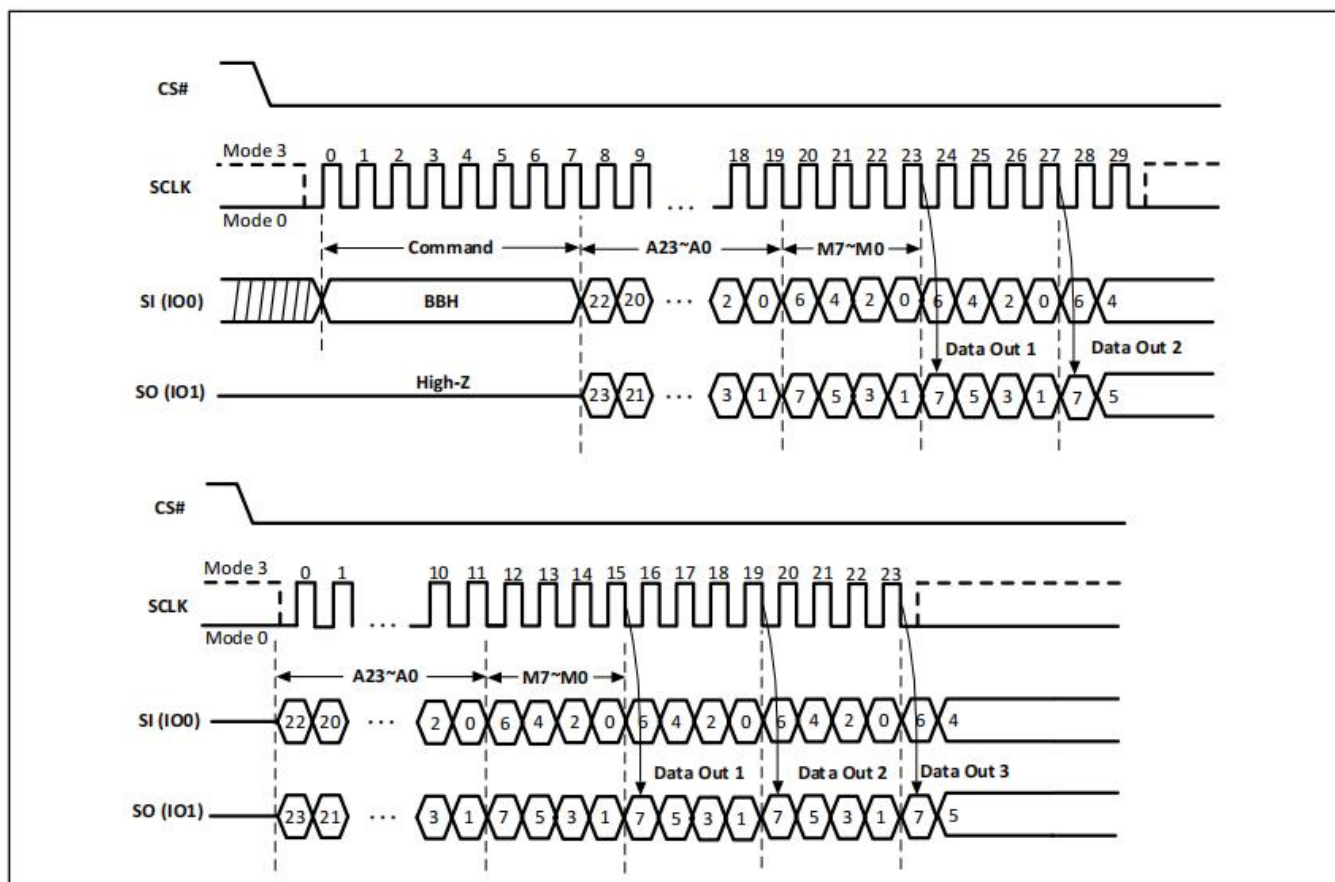 CS#
Mode 3
0 1 2 3 4 5 6 7 8 9 18 19 20 21 22 23 24 25 26 27 28 29
SCLK
...
Mode 0
Command A23~A0 M7~M0
SI (IO0) BBH 22 20 ... 2 0 6 4 2 0 6 4 2 0 6 4
Data Out 1 Data Out 2
High-Z
SO (IO1) 23 21 ... 3 1 7 5 3 1 7 5 3 1 7 5
CS#
Mode 3
0 1 10 11 12 13 14 15 16 17 18 19 20 21 22 23
SCLK
...
Mode 0
A23~A0 M7~M0
SI (IO0) 22 20 ... 2 0 6 4 2 0 6 4 2 0 6 4 2 0 6 4
Data Out 1 Data Out 2 Data Out 3
SO (IO1) 23 21 ... 3 1 7 5 3 1 7 5 3 1 7 5 3 1 7 5